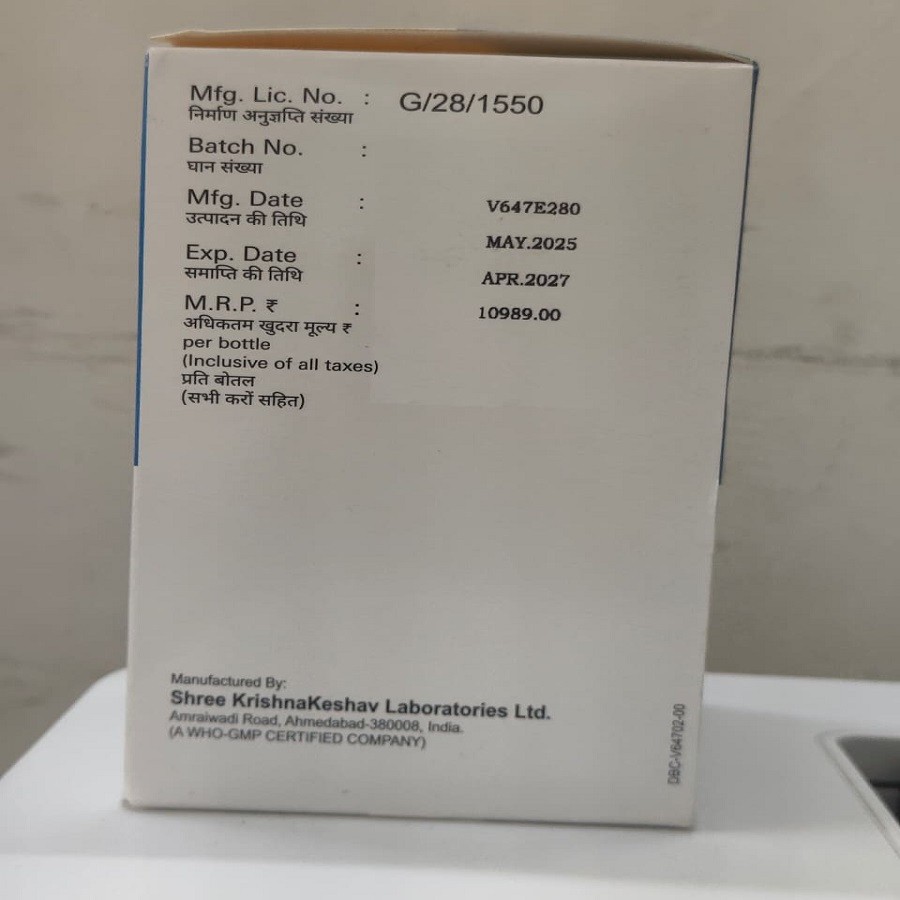 Mfg. Lic. No. : G/28/1550
निर्माण अनुज्ञप्ति संख्या
Batch No. :
घान संख्या
Mfg. Date : V647E280
उत्पादन की तिथि
MAY.2025
Exp. Date :
समाप्ति की तिथि
APR.2027
M.R.P. ₹ : 10989.00
अधिकतम खुदरा मूल्य ₹
per bottle
(Inclusive of all taxes)
प्रति बोतल
(सभी करों सहित)
Manufactured By:
Shree KrishnaKeshav Laboratories Ltd.
Amraiwadi Road, Ahmedabad-380008, India.
(A WHO-GMP CERTIFIED COMPANY)
DBC-V64702-00